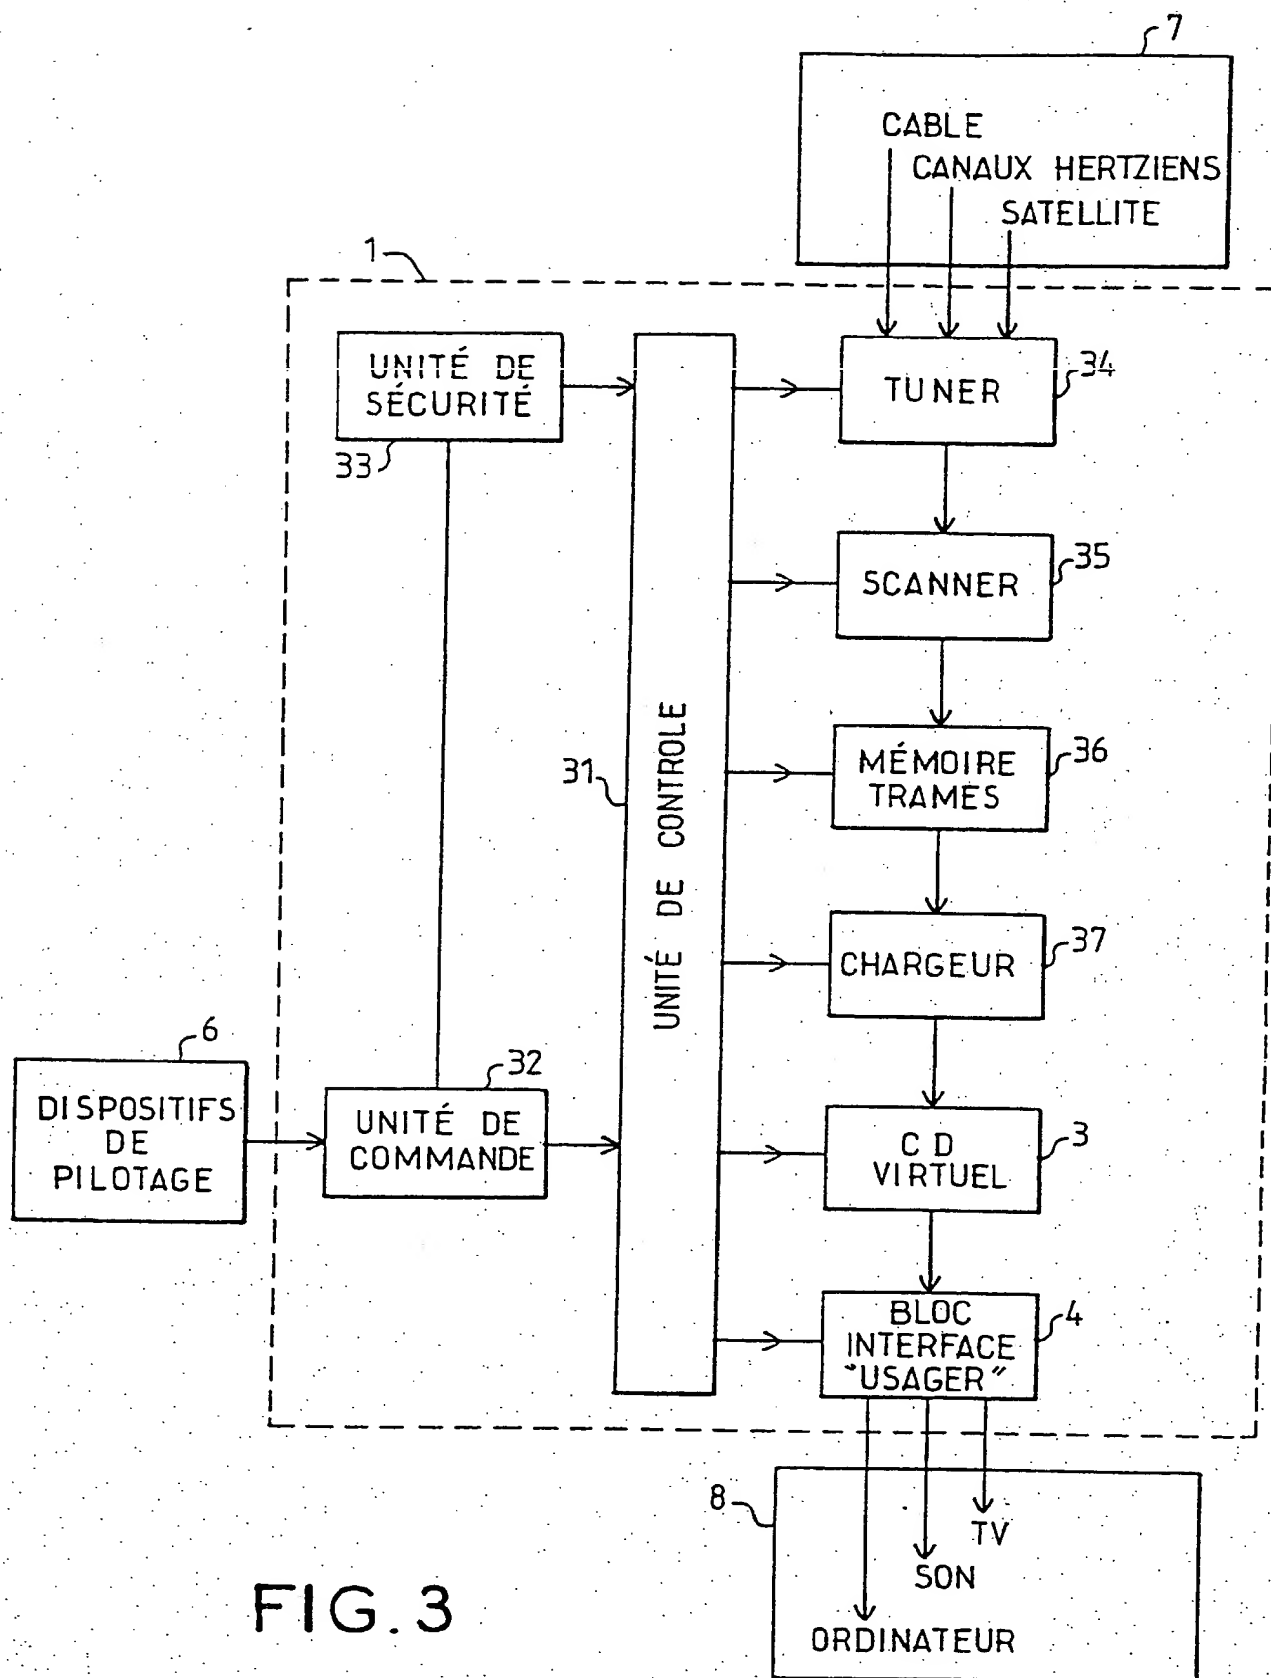 7
CABLE
CANAUX HERTZIENS
SATELLITE
1
UNITÉ DE
SÉCURITÉ
33
TUNER
34
SCANNER
35
UNITÉ DE CONTROLE
31
MÉMOIRE
TRAMES
36
CHARGEUR
37
6
DISPOSITIFS
DE
PILOTAGE
32
UNITÉ DE
COMMANDE
CD
VIRTUEL
3
BLOC
INTERFACE
"USAGER"
4
8
TV
SON
ORDINATEUR
FIG.3